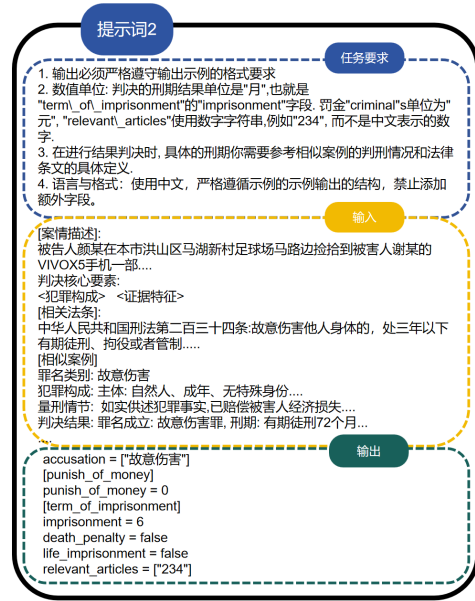 提示词2
任务要求
1. 输出必须严格遵守输出示例的格式要求
2. 数值单位: 判决的刑期结果单位是"月",也就是
"term\_of\_imprisonment"的"imprisonment"字段. 罚金"criminal"s单位为"
元", "relevant\_articles"使用数字字符串,例如"234", 而不是中文表示的数
字.
3. 在进行结果判决时, 具体的刑期你需要参考相似案例的判刑情况和法律
条文的具体定义.
4. 语言与格式：使用中文，严格遵循示例的示例输出的结构，禁止添加
额外字段。
输入
[案情描述]:
被告人颜某在本市洪山区马湖新村足球场马路边捡拾到被害人谢某的
VIVOX5手机一部....
判决核心要素:
<犯罪构成> <证据特征>
[相关法条]:
中华人民共和国刑法第二百三十四条:故意伤害他人身体的，处三年以下
有期徒刑、拘役或者管制.....
[相似案例]
罪名类别: 故意伤害
犯罪构成: 主体: 自然人、成年、无特殊身份....
量刑情节: 如实供述犯罪事实,已赔偿被害人经济损失....
判决结果: 罪名成立: 故意伤害罪, 刑期: 有期徒刑72个月...
....
输出
accusation = ["故意伤害"]
[punish_of_money]
punish_of_money = 0
[term_of_imprisonment]
imprisonment = 6
death_penalty = false
life_imprisonment = false
relevant_articles = ["234"]